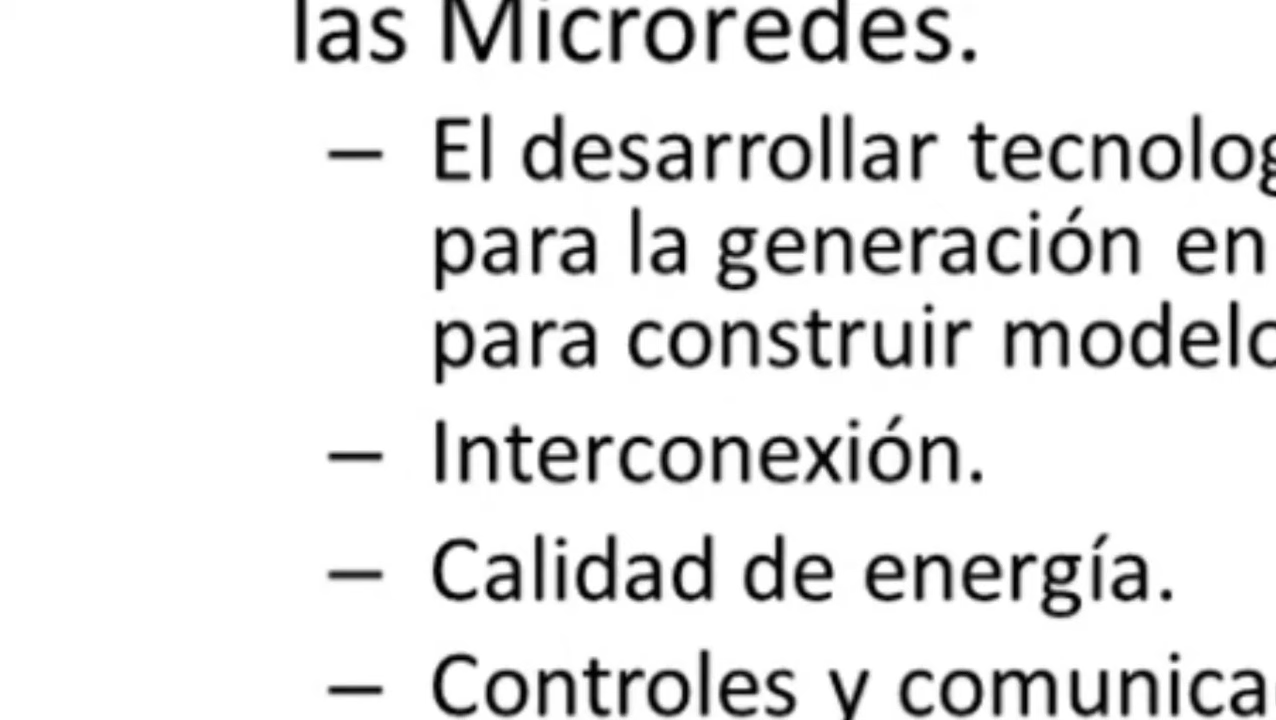 las Microredes.
– El desarrollar
para la generación en
para construir
– Interconexión.
– Calidad de energía.
– Controles y